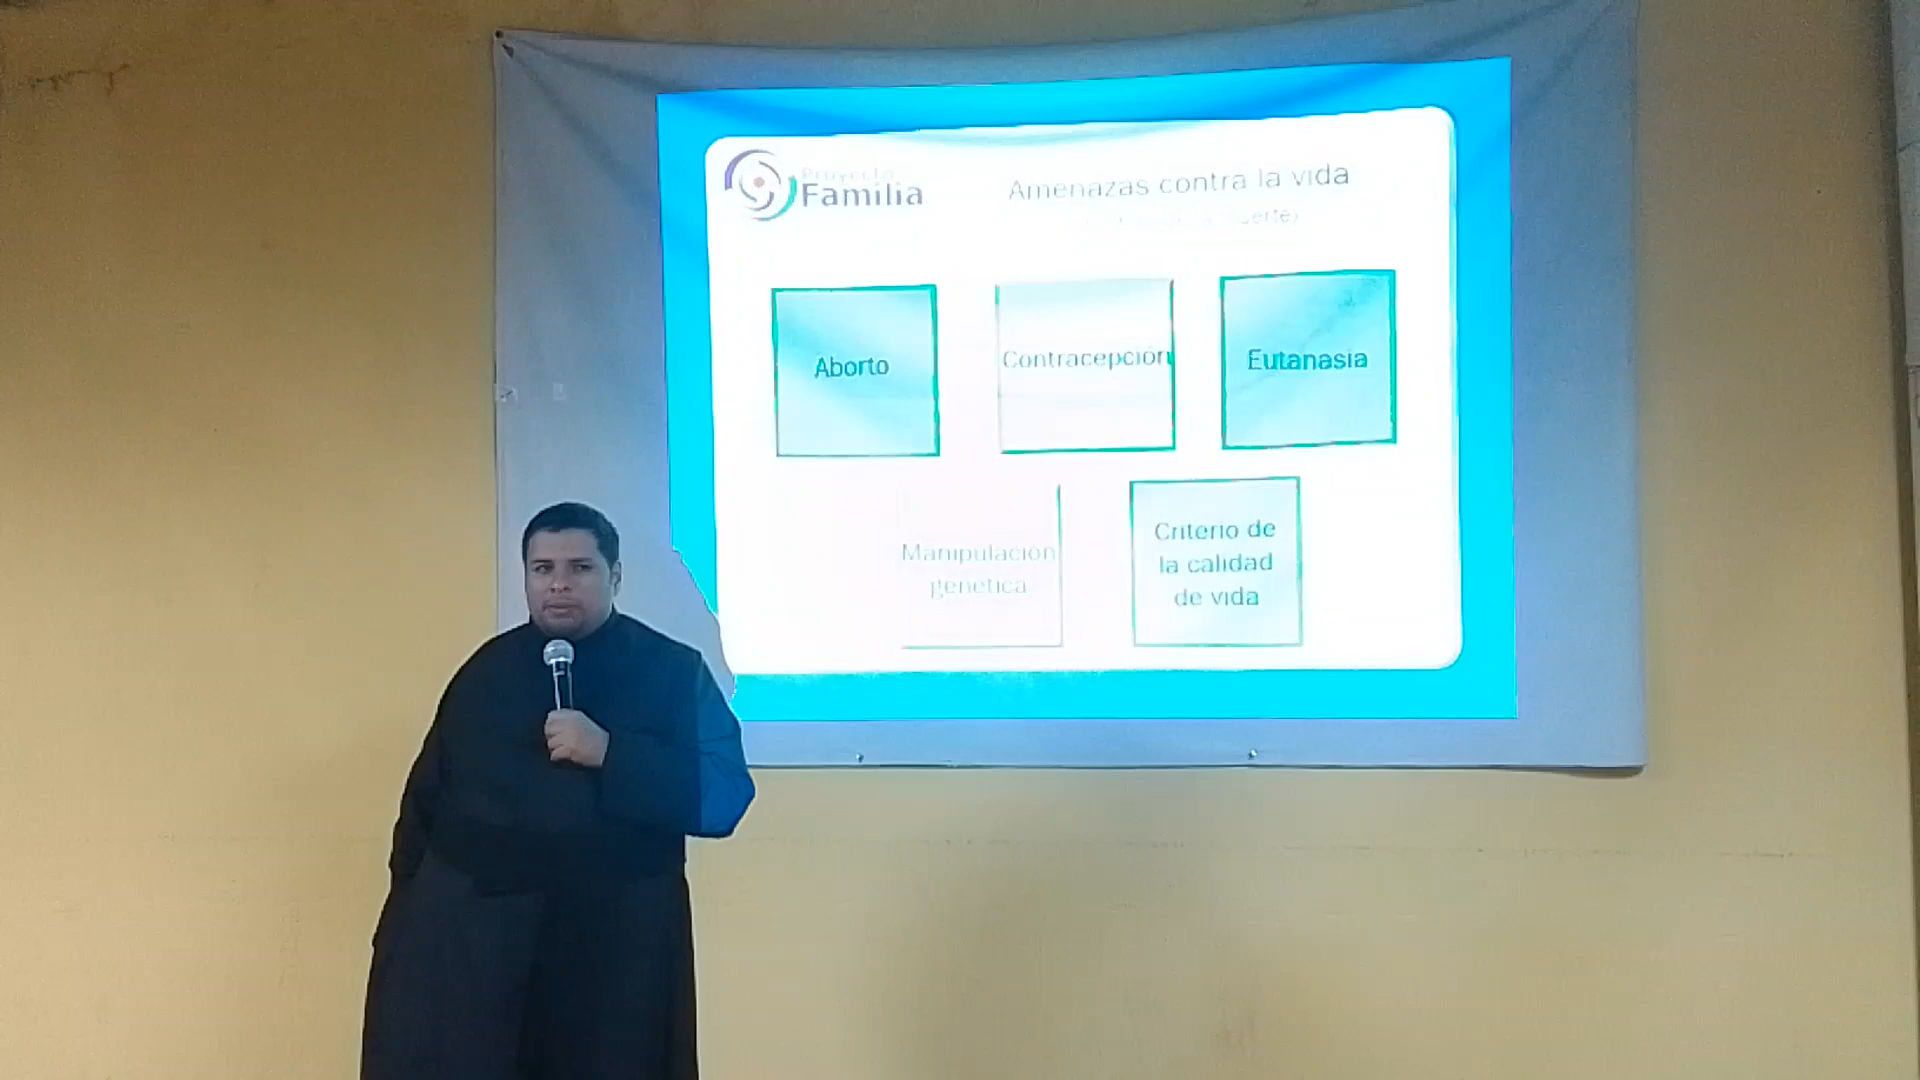 Proyecto
Familia
Amenazas contra la vida
Aborto
Contracepción
Eutanasia
Manipulación
genética
Criterio de
la calidad
de vida